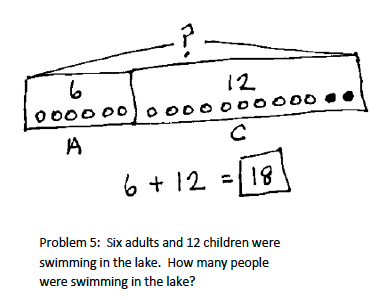 ?
6 12
A C
6 + 12 = 18
Problem 5: Six adults and 12 children were
swimming in the lake. How many people
were swimming in the lake?